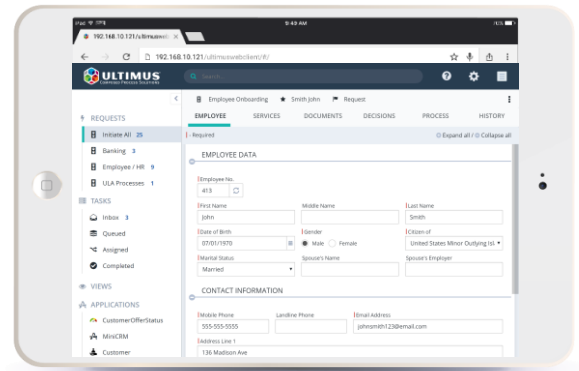 iPad
9:49 AM
70%
192.168.10.121/ultimuswebc
192.168.10.121/ultimuswebclient/#/
ULTIMUS
Search...
Employee Onboarding Smith John Request
REQUESTS
Initiate All 25
Banking 3
Employee / HR 9
ULA Processes 1
TASKS
Inbox 3
Queued
Assigned
Completed
VIEWS
APPLICATIONS
CustomerOfferStatus
MiniCRM
Customer
EMPLOYEE SERVICES DOCUMENTS DECISIONS PROCESS HISTORY
- Required
Expand all / Collapse all
EMPLOYEE DATA
Employee No.
413
First Name Middle Name Last Name
John Smith
Date of Birth Gender Citizen of
07/01/1970 Male Female United States Minor Outlying Isl
Marital Status Spouse's Name Spouse's Employer
Married
CONTACT INFORMATION
Mobile Phone Landline Phone Email Address
555-555-5555 johnsmith123@email.com
Address Line 1
136 Madison Ave